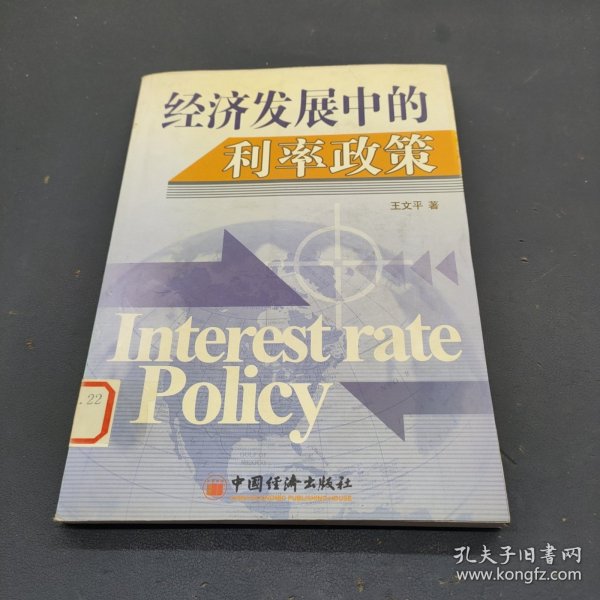 经济发展中的
利率政策
王文平 著
Interest rate
Policy
.22
中国经济出版社
孔夫子旧书网
www.kongfz.com